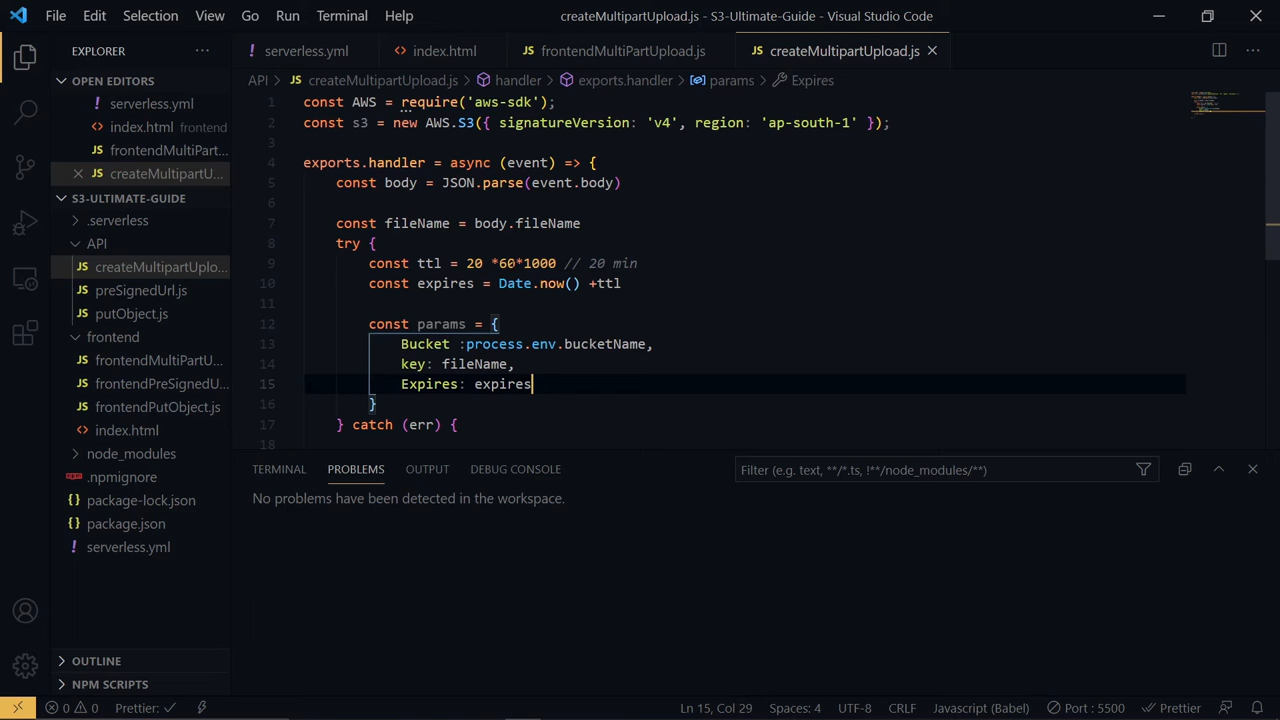 File Edit Selection View Go Run Terminal Help createMultipartUpload.js - S3-Ultimate-Guide - Visual Studio Code
EXPLORER
serverless.yml index.html frontendMultiPartUpload.js createMultipartUpload.js
OPEN EDITORS
serverless.yml
index.html frontend
frontendMultiPart...
createMultipartU...
S3-ULTIMATE-GUIDE
.serverless
API
createMultipartUplo...
preSignedUrl.js
putObject.js
frontend
frontendMultiPartU...
frontendPreSignedU...
frontendPutObject.js
index.html
node_modules
.npmignore
package-lock.json
package.json
serverless.yml
OUTLINE
NPM SCRIPTS
API > createMultipartUpload.js > handler > exports.handler > params > Expires
1 const AWS = require('aws-sdk');
2 const s3 = new AWS.S3({ signatureVersion: 'v4', region: 'ap-south-1' });
3
4 exports.handler = async (event) => {
5 const body = JSON.parse(event.body)
6
7 const fileName = body.fileName
8 try {
9 const ttl = 20 *60*1000 // 20 min
10 const expires = Date.now() +ttl
11
12 const params = {
13 Bucket :process.env.bucketName,
14 key: fileName,
15 Expires: expires
16 }
17 } catch (err) {
18
TERMINAL PROBLEMS OUTPUT DEBUG CONSOLE Filter (e.g. text, **/*.ts, !**/node_modules/**)
No problems have been detected in the workspace.
0 0 Prettier: Ln 15, Col 29 Spaces: 4 UTF-8 CRLF Javascript (Babel) Port : 5500 Prettier